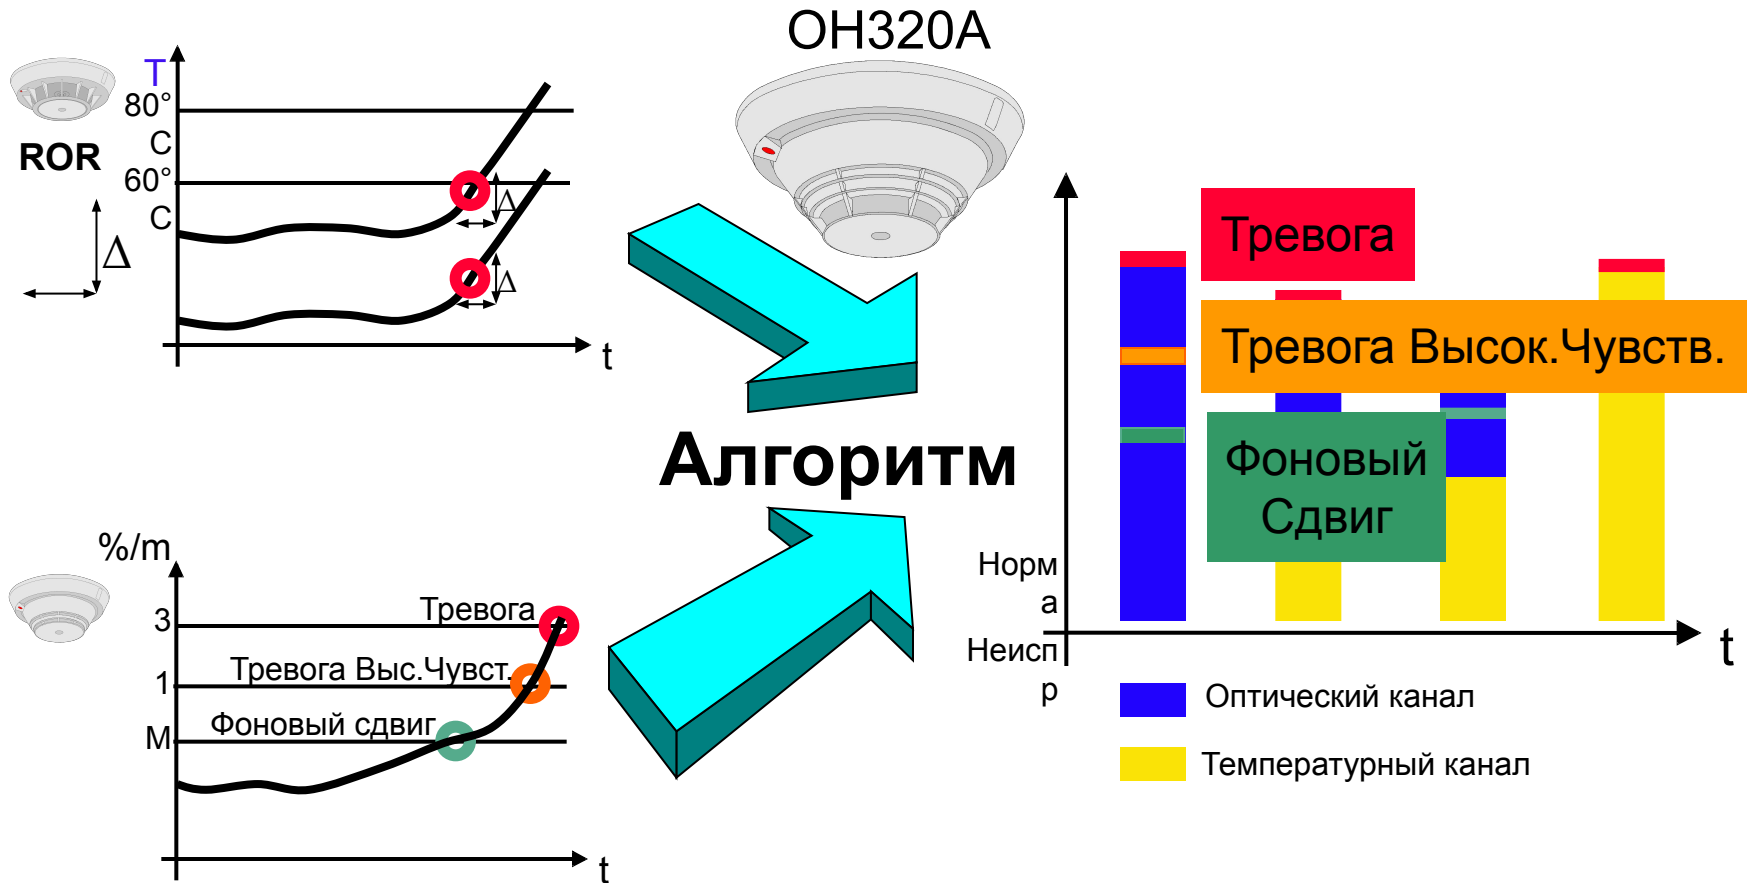 OH320A
T
80°
C
ROR
60°
C
Δ
Δ
Δ
t
Алгоритм
%/m
3
Тревога
1
Тревога Выс.Чувст.
M
Фоновый сдвиг
t
Тревога
Тревога Высок.Чувств.
Фоновый
Сдвиг
Норм
а
Неисп
р
t
Оптический канал
Температурный канал